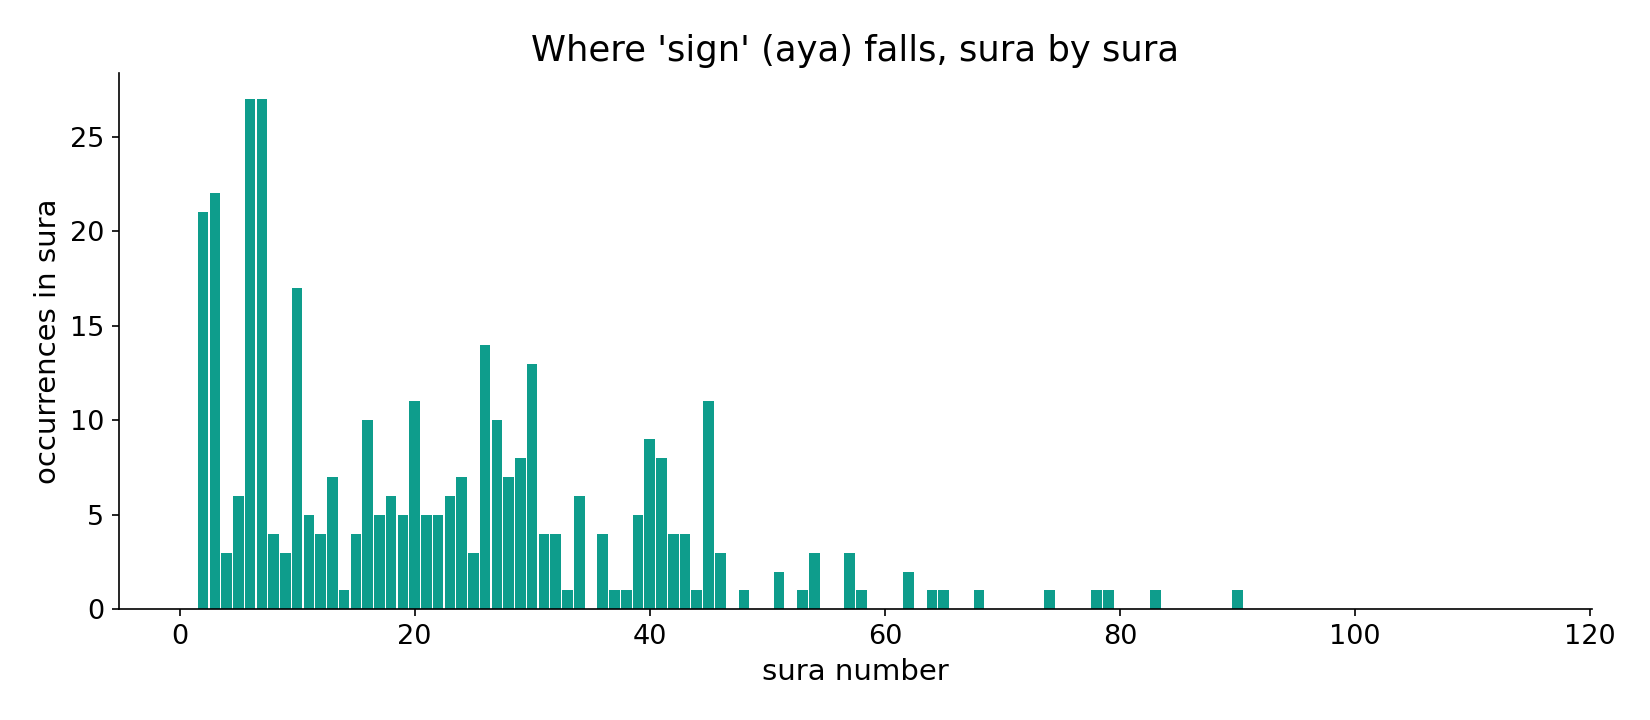 Where 'sign' (aya) falls, sura by sura
occurrences in sura
25
20
15
10
5
0
0 20 40 60 80 100 120
sura number